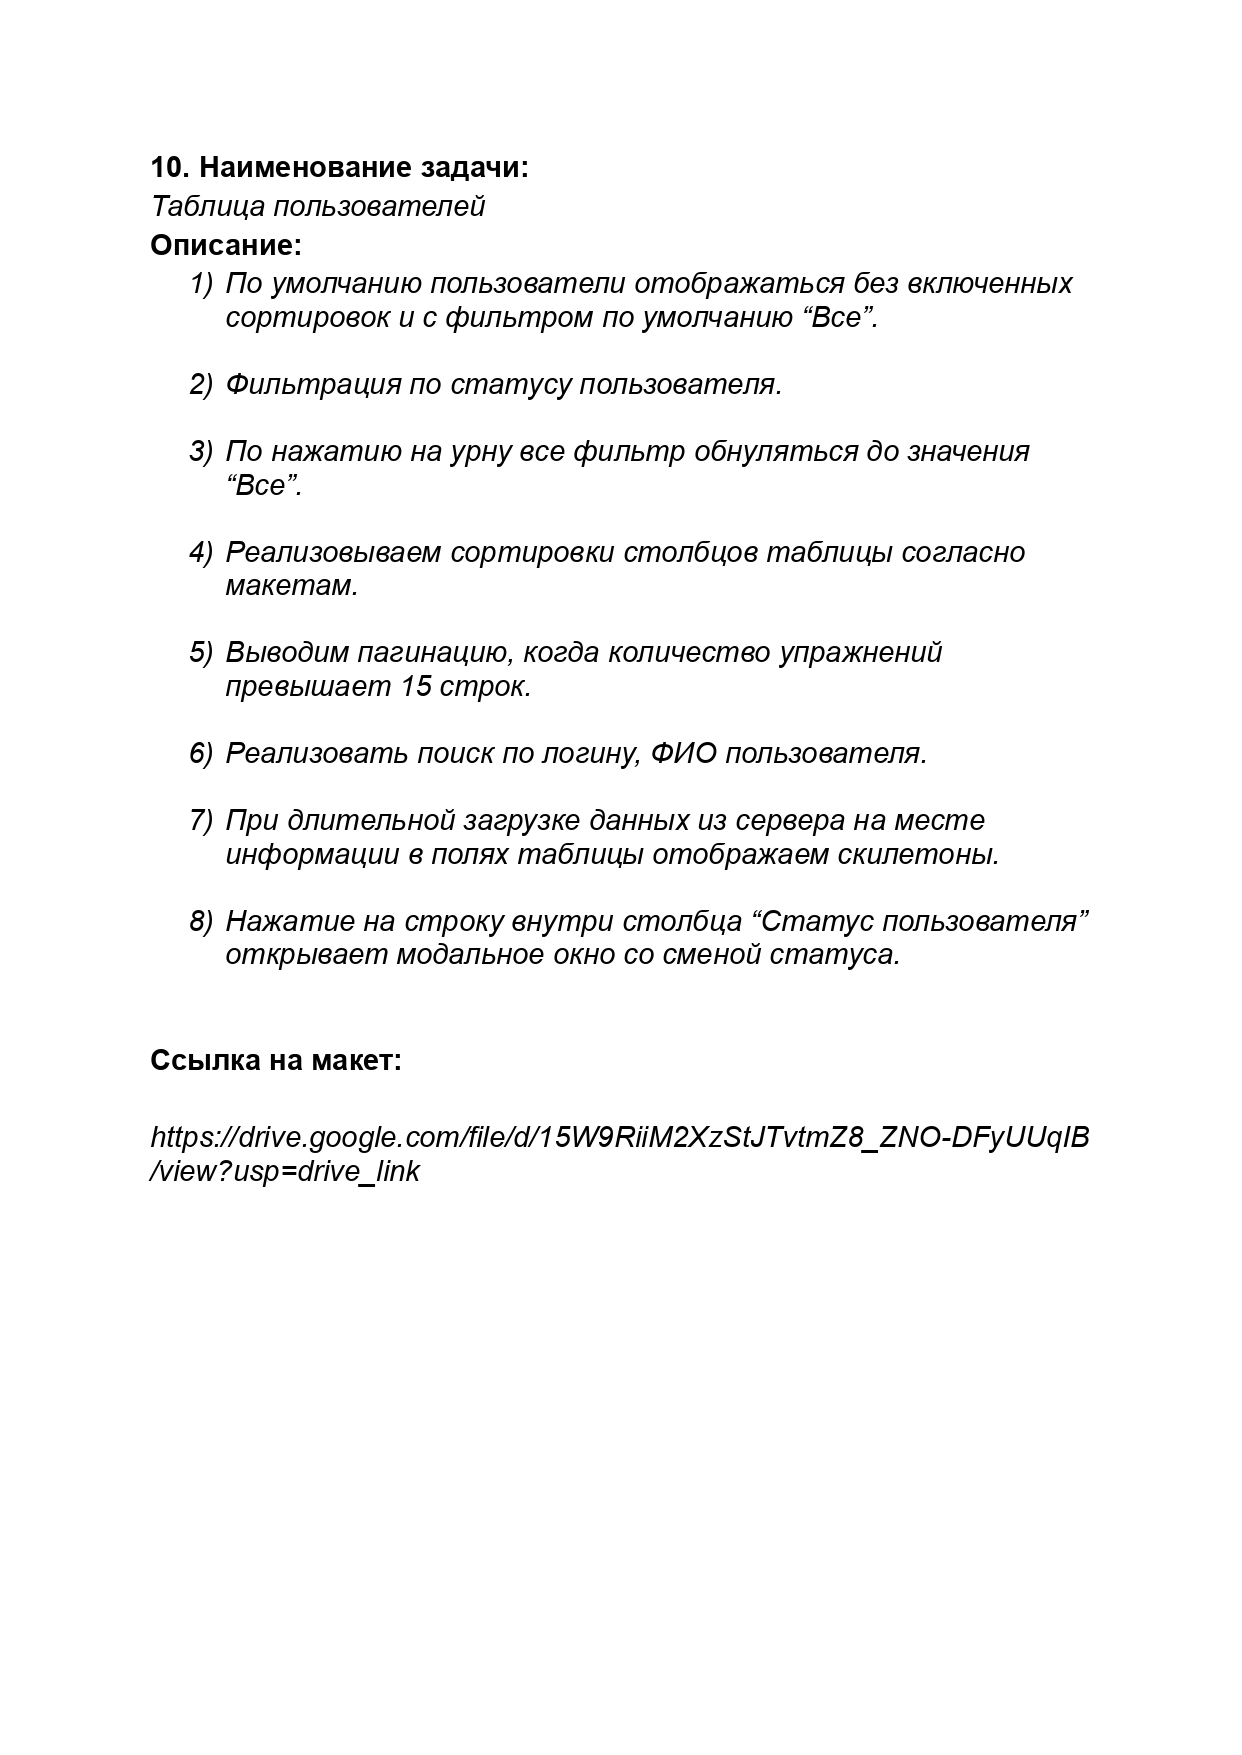 10. Наименование задачи:
Таблица пользователей
Описание:
1) По умолчанию пользователи отображаться без включенных
сортировок и с фильтром по умолчанию “Все”.
2) Фильтрация по статусу пользователя.
3) По нажатию на урну все фильтр обнуляться до значения
“Все”.
4) Реализовываем сортировки столбцов таблицы согласно
макетам.
5) Выводим пагинацию, когда количество упражнений
превышает 15 строк.
6) Реализовать поиск по логину, ФИО пользователя.
7) При длительной загрузке данных из сервера на месте
информации в полях таблицы отображаем скилетоны.
8) Нажатие на строку внутри столбца “Статус пользователя”
открывает модальное окно со сменой статуса.
Ссылка на макет:
https://drive.google.com/file/d/15W9RiiM2XzStJTvtmZ8_ZNO-DFyUUqIB
/view?usp=drive_link